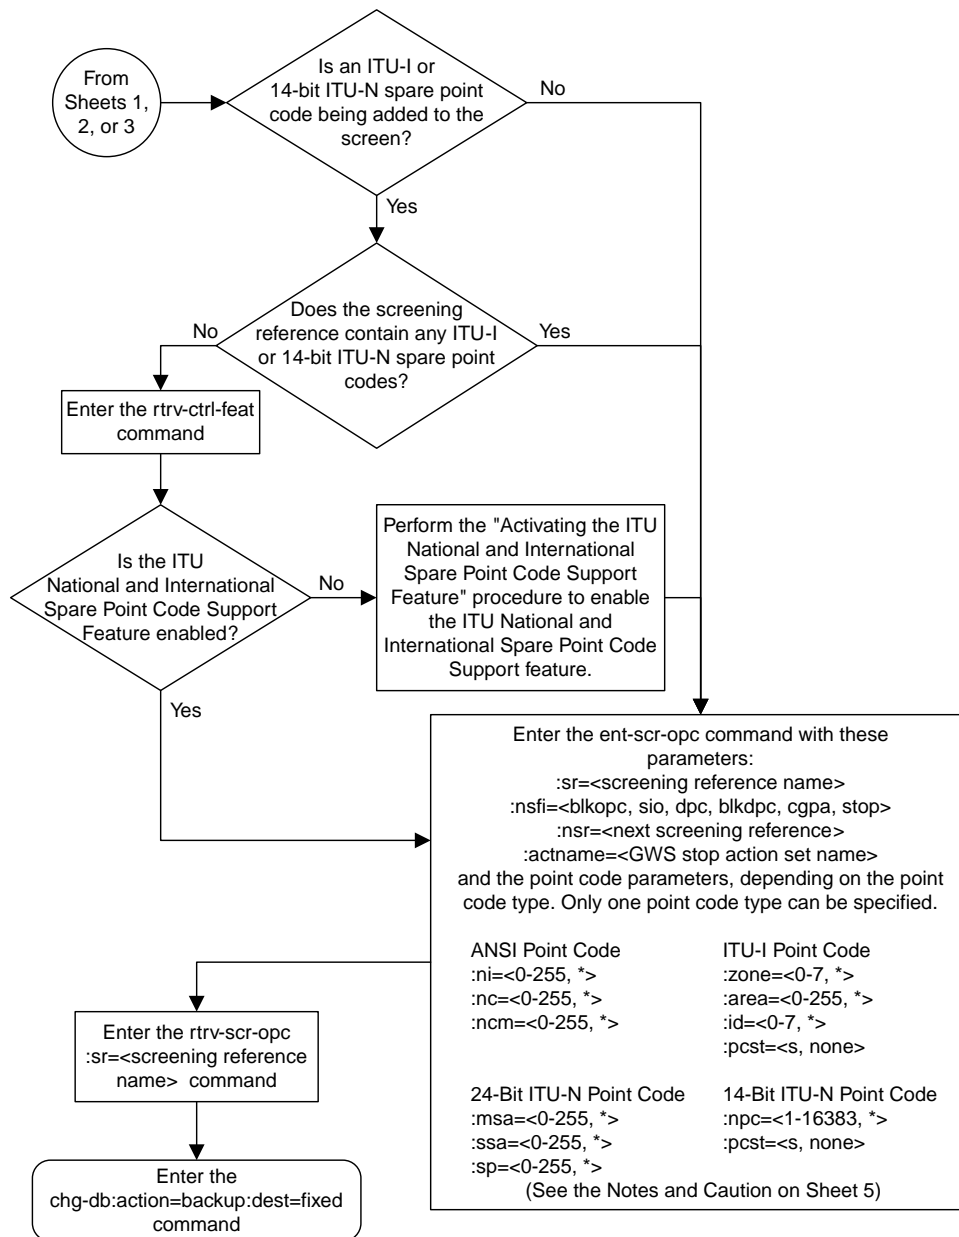 From
Sheets 1,
2, or 3
Is an ITU-I or
14-bit ITU-N spare point
code being added to the
screen?
No
Yes
Does the screening
reference contain any ITU-I
or 14-bit ITU-N spare point
codes?
No
Yes
Enter the rtrv-ctrl-feat
command
Is the ITU
National and International
Spare Point Code Support
Feature enabled?
No
Yes
Perform the "Activating the ITU
National and International
Spare Point Code Support
Feature" procedure to enable
the ITU National and
International Spare Point Code
Support feature.
Enter the ent-scr-opc command with these
parameters:
:sr=<screening reference name>
:nsfi=<blkopc, sio, dpc, blkdpc, cgpa, stop>
:nsr=<next screening reference>
:actname=<GWS stop action set name>
and the point code parameters, depending on the point
code type. Only one point code type can be specified.
ANSI Point Code
:ni=<0-255, *>
:nc=<0-255, *>
:ncm=<0-255, *>
ITU-I Point Code
:zone=<0-7, *>
:area=<0-255, *>
:id=<0-7, *>
:pcst=<s, none>
24-Bit ITU-N Point Code
:msa=<0-255, *>
:ssa=<0-255, *>
:sp=<0-255, *>
14-Bit ITU-N Point Code
:npc=<1-16383, *>
:pcst=<s, none>
(See the Notes and Caution on Sheet 5)
Enter the rtrv-scr-opc
:sr=<screening reference
name> command
Enter the
chg-db:action=backup:dest=fixed
command